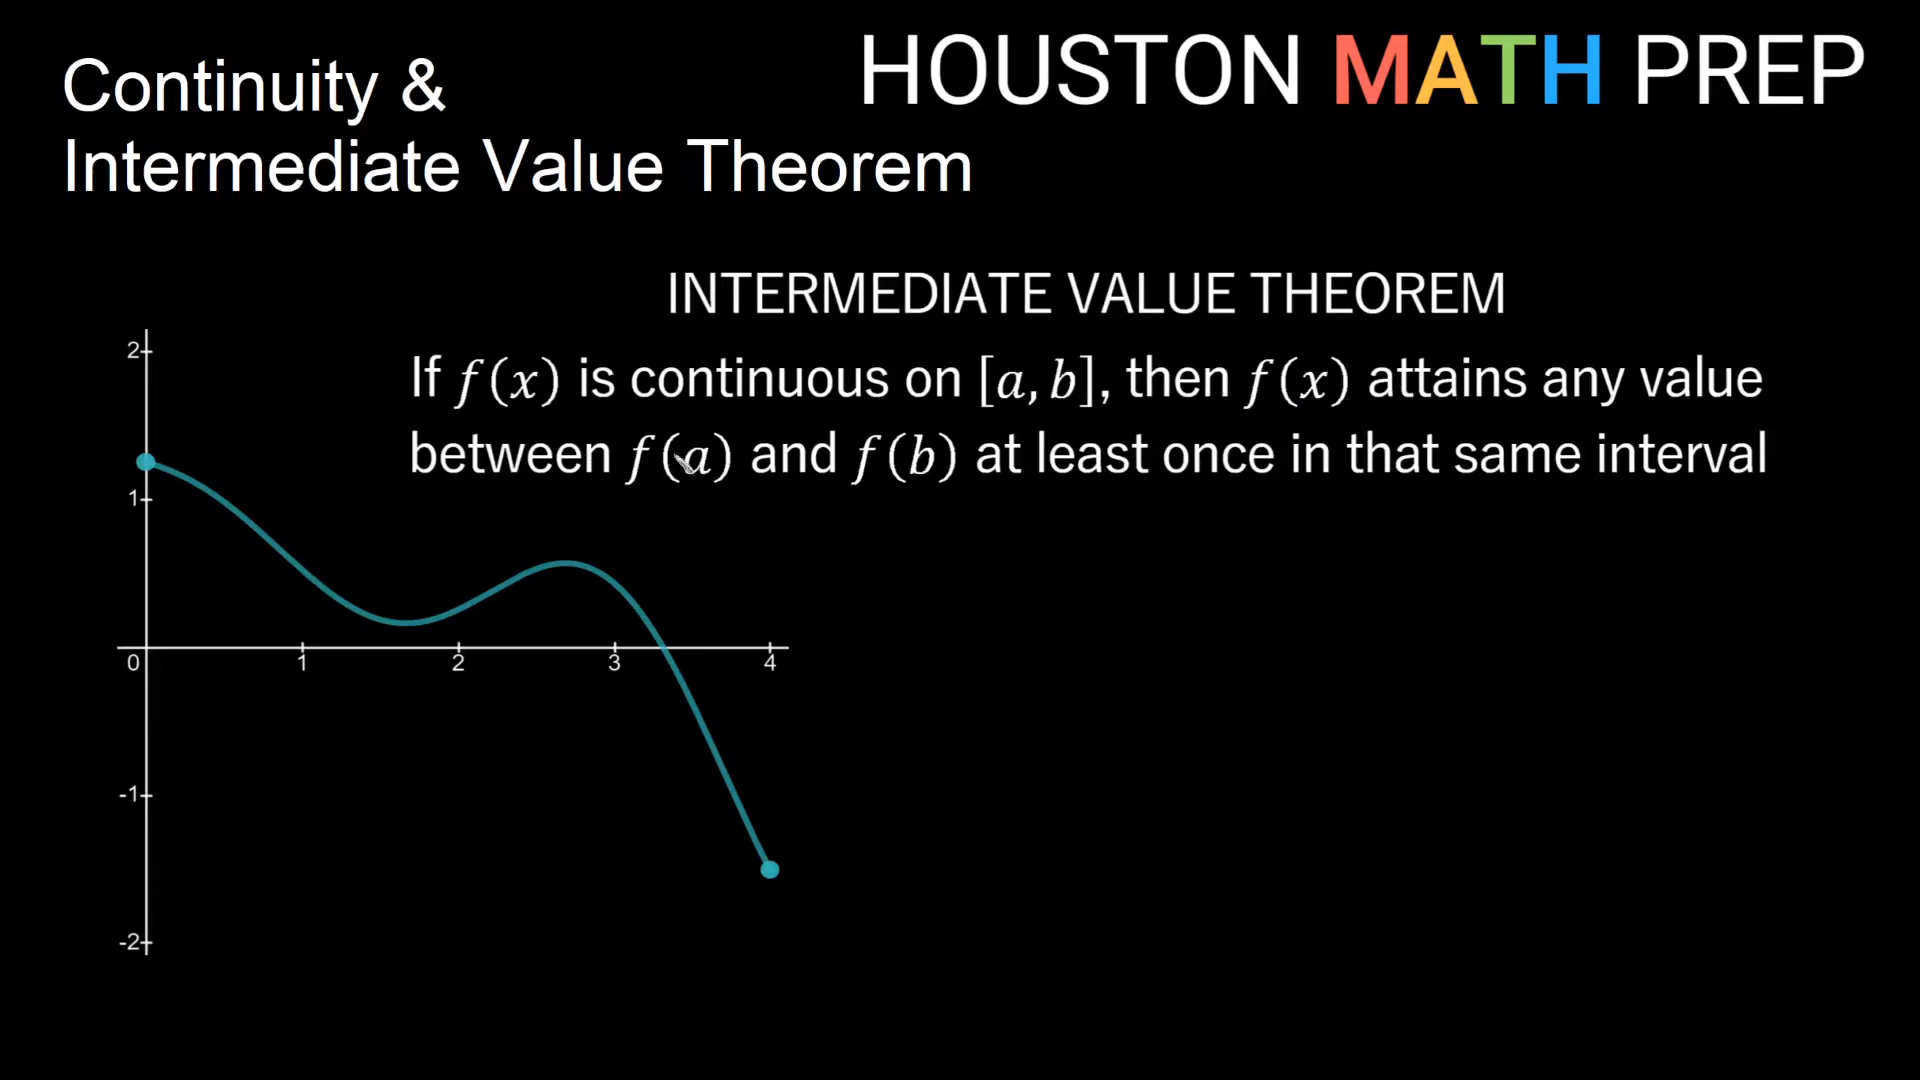 HOUSTON MATH PREP
Continuity &
Intermediate Value Theorem
INTERMEDIATE VALUE THEOREM
If f(x) is continuous on [a, b], then f(x) attains any value
between f(a) and f(b) at least once in that same interval
2
1
0
1
2
3
4
-1
-2